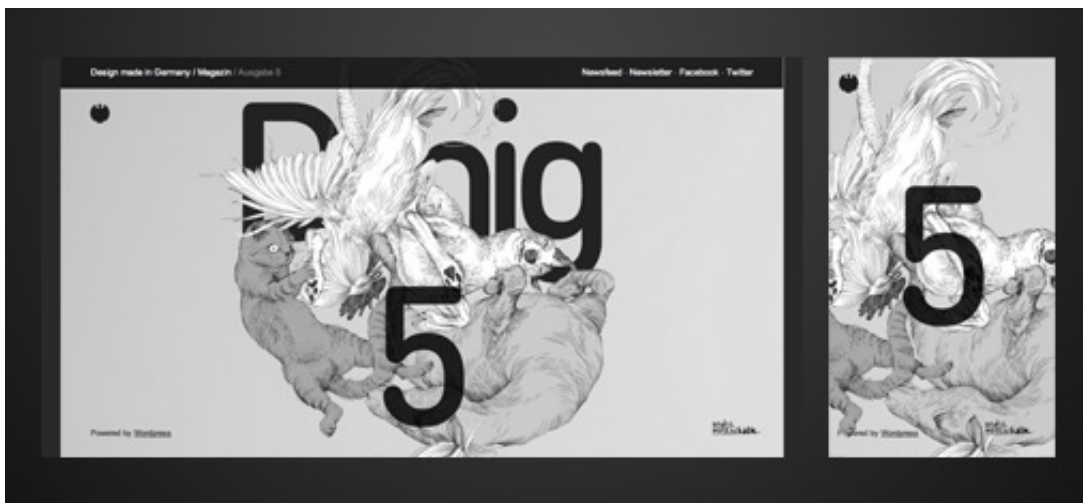 Design made in Germany / Magazin / Ausgabe 5
Newsfeed · Newsletter · Facebook · Twitter
5
Powered by Wordpress
5
Powered by Wordpress